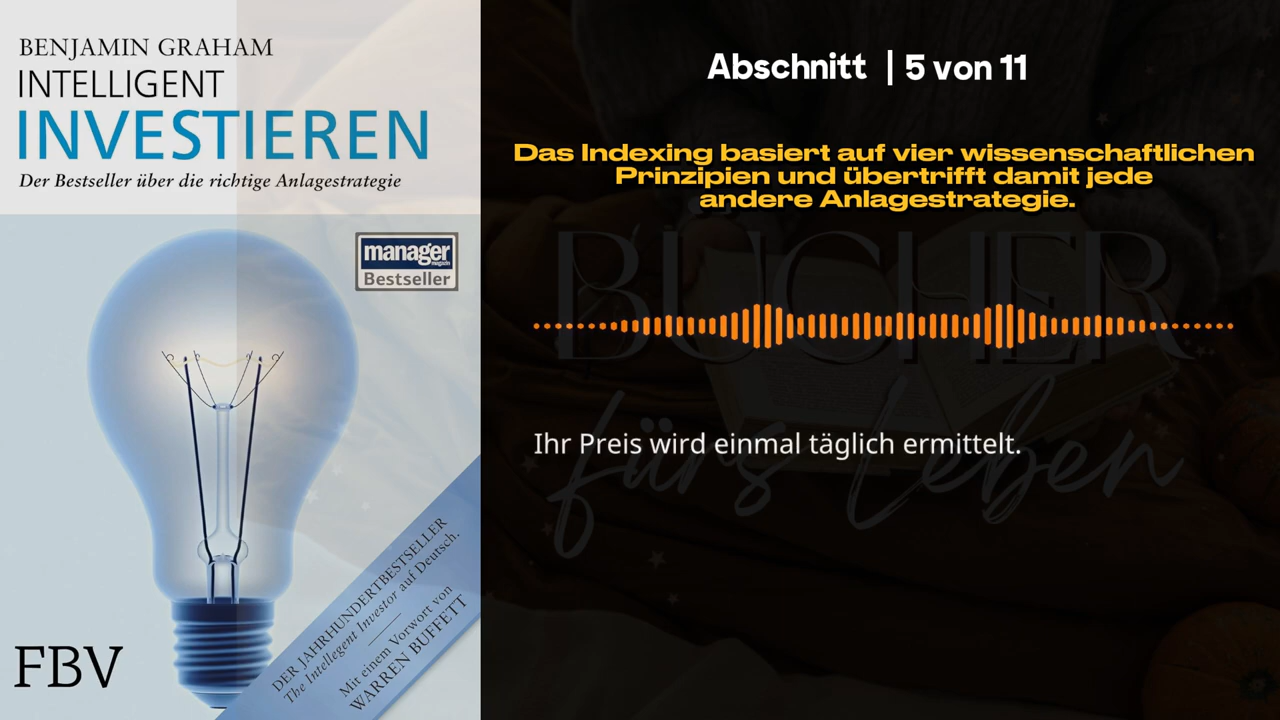 BENJAMIN GRAHAM
INTELLIGENT
INVESTIEREN
Der Bestseller über die richtige Anlagestrategie
manager
magazin
Bestseller
DER JAHRHUNDERTBESTSELLER
The Intellegent Investor auf Deutsch.
Mit einem Vorwort von
WARREN BUFFETT
FBV
Abschnitt | 5 von 11
Das Indexing basiert auf vier wissenschaftlichen
Prinzipien und übertrifft damit jede
andere Anlagestrategie.
BÜCHER
fürs Leben
Ihr Preis wird einmal täglich ermittelt.